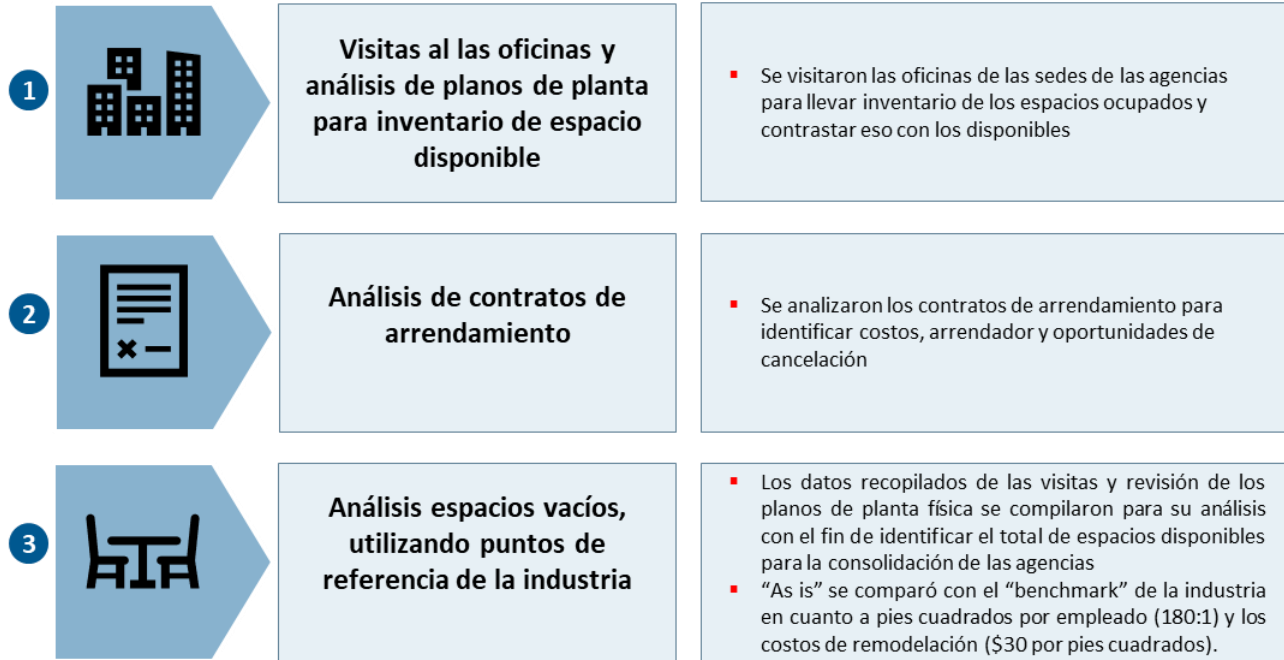 1
Visitas al las oficinas y
análisis de planos de planta
para inventario de espacio
disponible
▪ Se visitaron las oficinas de las sedes de las agencias
para llevar inventario de los espacios ocupados y
contrastar eso con los disponibles
2
Análisis de contratos de
arrendamiento
▪ Se analizaron los contratos de arrendamiento para
identificar costos, arrendador y oportunidades de
cancelación
3
Análisis espacios vacíos,
utilizando puntos de
referencia de la industria
▪ Los datos recopilados de las visitas y revisión de los
planos de planta física se compilaron para su análisis
con el fin de identificar el total de espacios disponibles
para la consolidación de las agencias
▪ “As is” se comparó con el “benchmark” de la industria
en cuanto a pies cuadrados por empleado (180:1) y los
costos de remodelación ($30 por pies cuadrados).